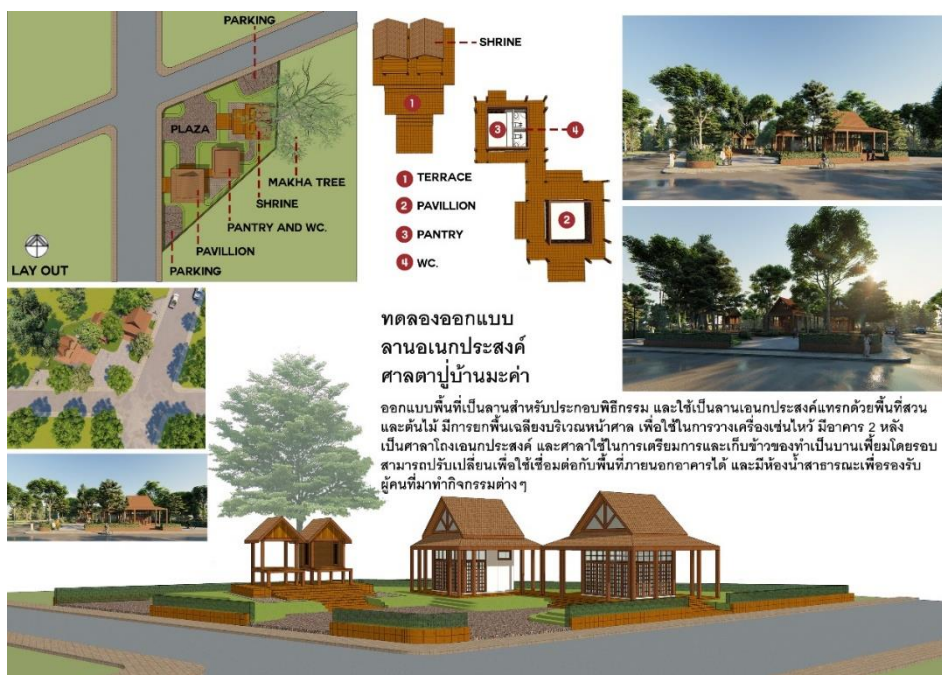 PARKING
PLAZA
MAKHA TREE
SHRINE
PANTRY AND WC.
PAVILLION
PARKING
LAY OUT
SHRINE
1
3
4
2
1 TERRACE
2 PAVILLION
3 PANTRY
4 WC.
ทดลองออกแบบ
ลานอเนกประสงค์
ศาลตาปู่บ้านมะค่า
ออกแบบพื้นที่เป็นลานสำหรับประกอบพิธีกรรม และใช้เป็นลานเอนกประสงค์แทรกด้วยพื้นที่สวน
และต้นไม้ มีการยกพื้นเฉลียงบริเวณหน้าศาล เพื่อใช้ในการวางเครื่องเซ่นไหว้ มีอาคาร 2 หลัง
เป็นศาลาโถงเอนกประสงค์ และศาลาใช้ในการเตรียมการและเก็บข้าวของทำเป็นบานเฟี้ยมโดยรอบ
สามารถปรับเปลี่ยนเพื่อใช้เชื่อมต่อกับพื้นที่ภายนอกอาคารได้ และมีห้องน้ำสาธารณะเพื่อรองรับ
ผู้คนที่มาทำกิจกรรมต่างๆ